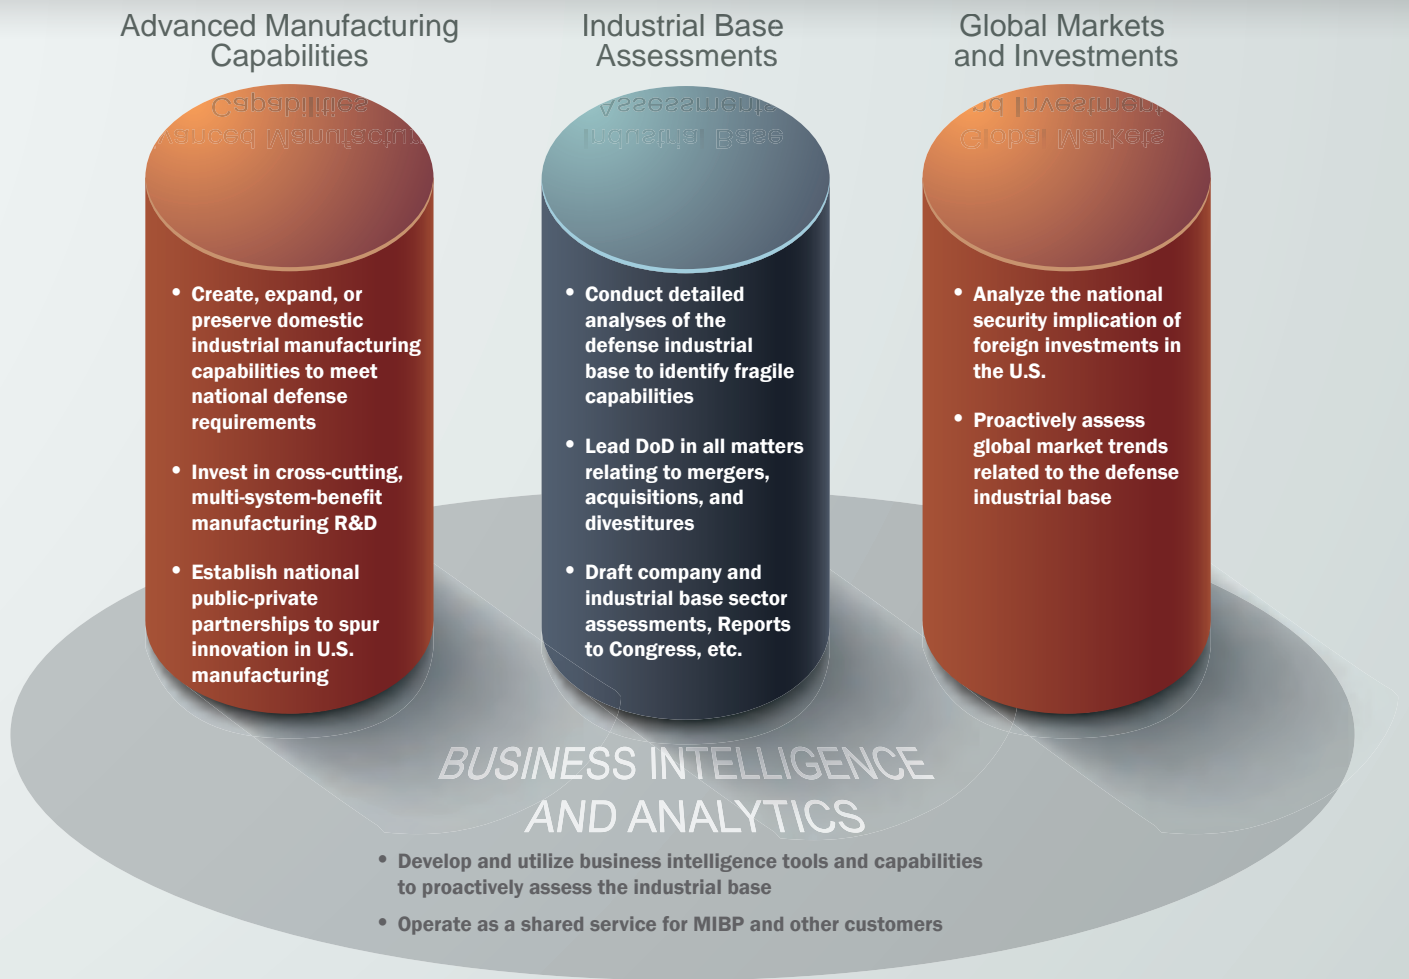 Advanced Manufacturing
Capabilities
• Create, expand, or
preserve domestic
industrial manufacturing
capabilities to meet
national defense
requirements
• Invest in cross-cutting,
multi-system-benefit
manufacturing R&D
• Establish national
public-private
partnerships to spur
innovation in U.S.
manufacturing
Industrial Base
Assessments
• Conduct detailed
analyses of the
defense industrial
base to identify fragile
capabilities
• Lead DoD in all matters
relating to mergers,
acquisitions, and
divestitures
• Draft company and
industrial base sector
assessments, Reports
to Congress, etc.
Global Markets
and Investments
• Analyze the national
security implication of
foreign investments in
the U.S.
• Proactively assess
global market trends
related to the defense
industrial base
BUSINESS INTELLIGENCE
AND ANALYTICS
• Develop and utilize business intelligence tools and capabilities
to proactively assess the industrial base
• Operate as a shared service for MIBP and other customers